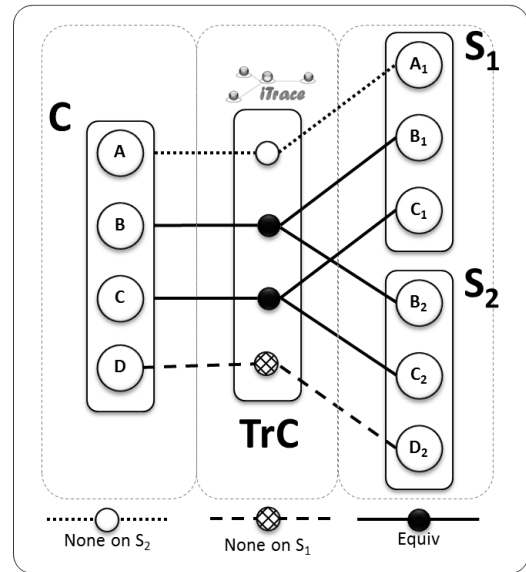 C
A
B
C
D
iTrace
TrC
S₁
A₁
B₁
C₁
S₂
B₂
C₂
D₂
None on S₂
None on S₁
Equiv